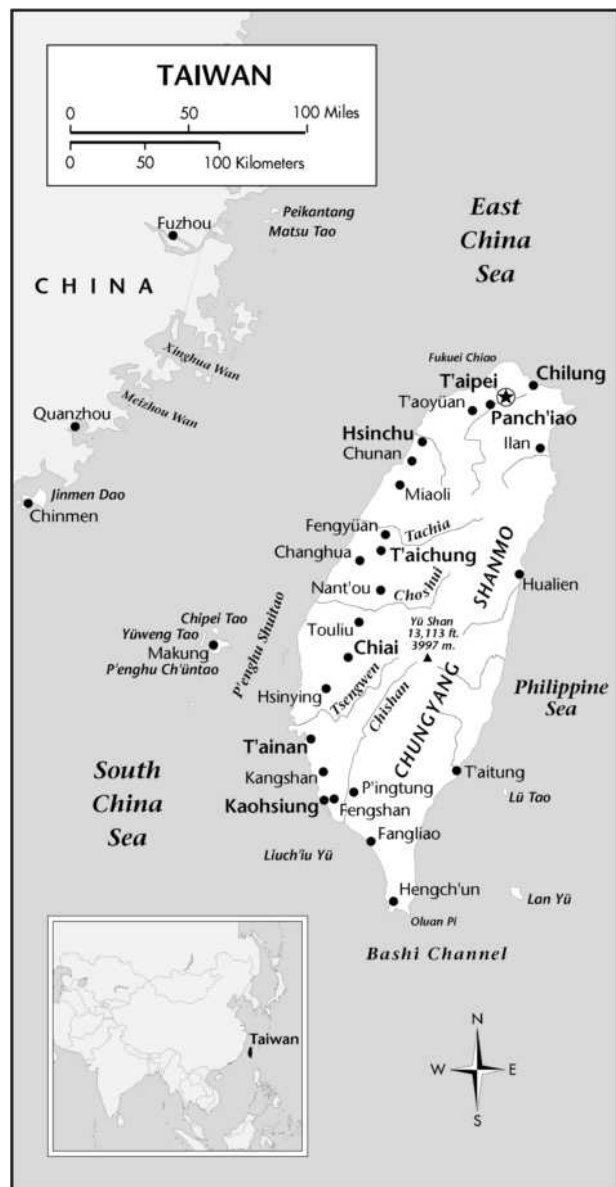 TAIWAN
0 50 100 Miles
0 50 100 Kilometers
Peikantang
Matsu Tao
Fuzhou
East
China
Sea
CHINA
Xinghua Wan
Meizhou Wan
Quanzhou
Jinmen Dao
Chinmen
Fukuei Chiao
T'aipei
Chilung
T'aoyüan
Panch'iao
Hsinchu
Ilan
Chunan
Miaoli
Fengyüan
Tachia
Changhua
T'aichung
SHANMO
Hualien
Nant'ou
Choshui
Chipei Tao
Yüweng Tao
Makung
P'enghu Ch'üntao
P'enghu Shuitao
Touliu
Yü Shan
13,113 ft.
3997 m.
Chiai
Hsinying
Tsengwen
Chishan
CHUNGYANG
Philippine
Sea
T'ainan
South
China
Sea
Kangshan
T'aitung
P'ingtung
Kaohsiung
Fengshan
Lü Tao
Fangliao
Liuch'iu Yü
Hengch'un
Lan Yü
Oluan Pi
Bashi Channel
Taiwan
N
W E
S